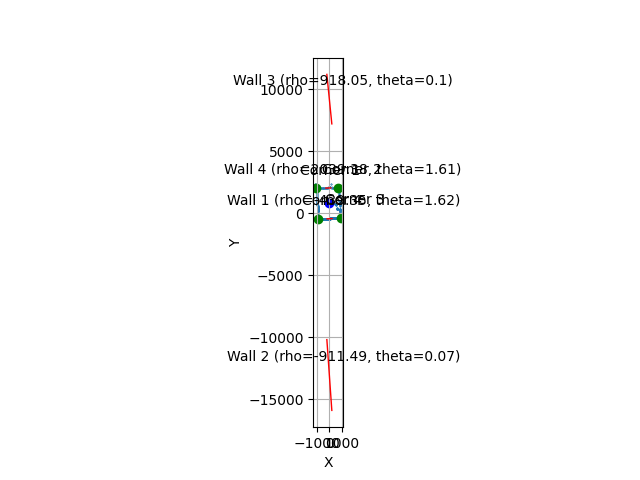 Wall 3 (rho=918.05, theta=0.1)
10000
5000
Wall 4 (rho= theta=1.61)
Wall 1 (rho= theta=1.62)
0
Y
−5000
−10000
Wall 2 (rho=-911.49, theta=0.07)
−15000
X